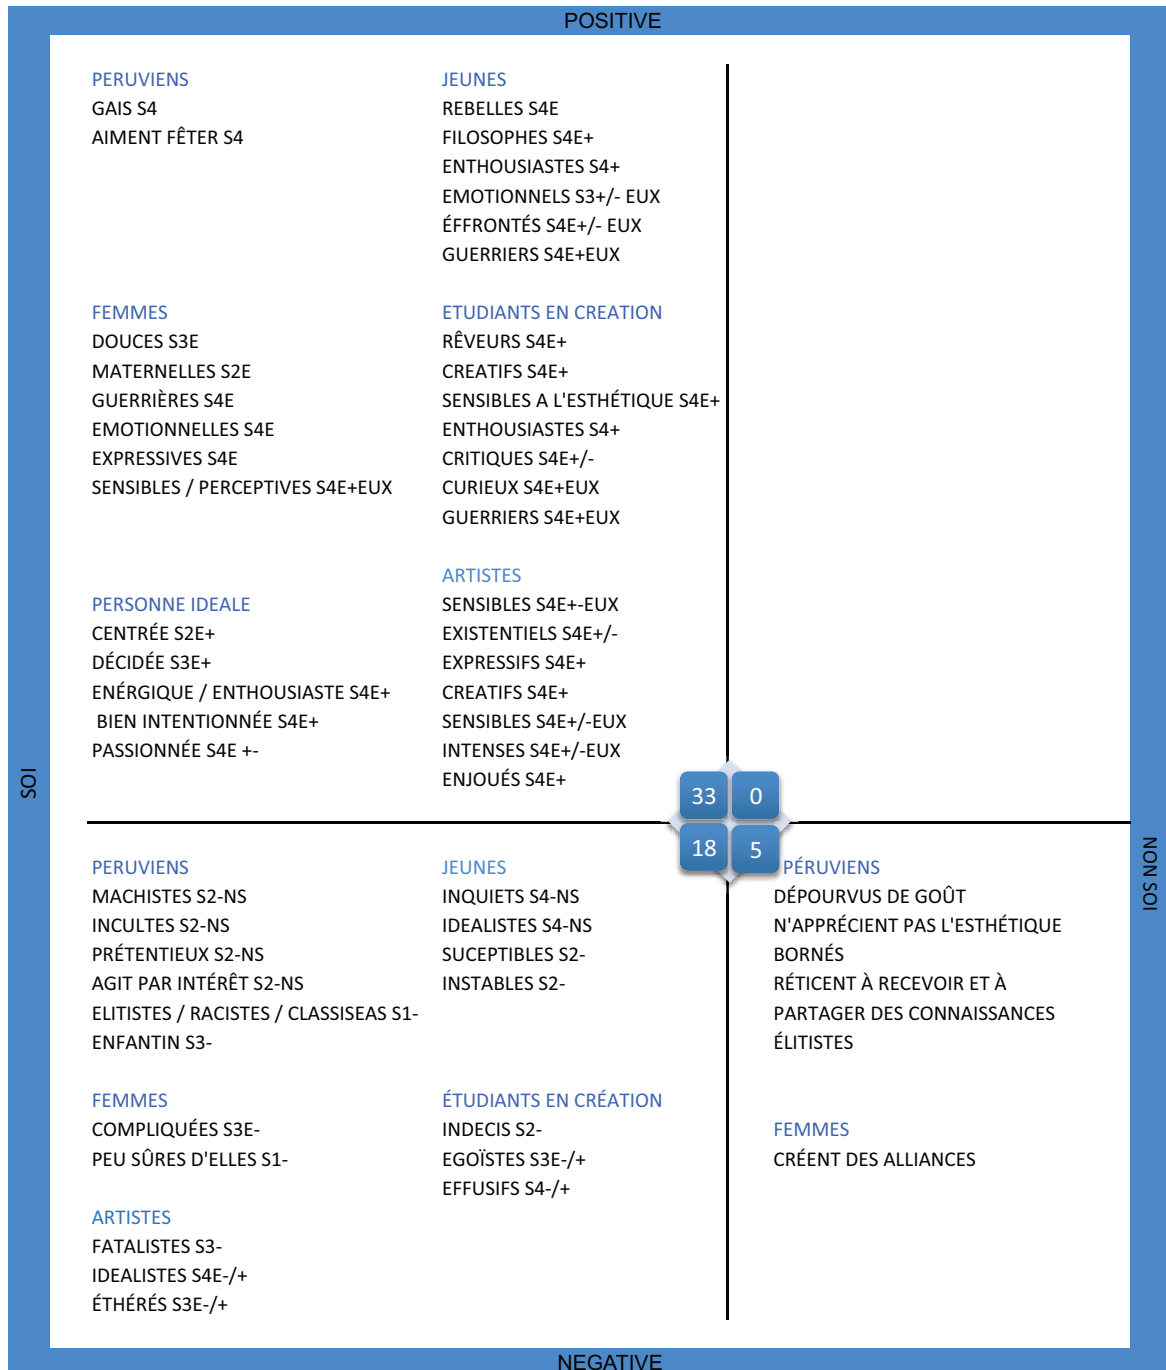 POSITIVE
PERUVIENS
GAIS S4
AIMENT FÊTER S4
JEUNES
REBELLES S4E
FILOSOPHES S4E+
ENTHOUSIASTES S4+
EMOTIONNELS S3+/- EUX
ÉFFRONTÉS S4E+/- EUX
GUERRIERS S4E+EUX
FEMMES
DOUCES S3E
MATERNELLES S2E
GUERRIÈRES S4E
EMOTIONNELLES S4E
EXPRESSIVES S4E
SENSIBLES / PERCEPTIVES S4E+EUX
ETUDIANTS EN CREATION
RÊVEURS S4E+
CREATIFS S4E+
SENSIBLES A L'ESTHÉTIQUE S4E+
ENTHOUSIASTES S4+
CRITIQUES S4E+/-
CURIEUX S4E+EUX
GUERRIERS S4E+EUX
PERSONNE IDEALE
CENTRÉE S2E+
DÉCIDÉE S3E+
ENÉRGIQUE / ENTHOUSIASTE S4E+
BIEN INTENTIONNÉE S4E+
PASSIONNÉE S4E +-
ARTISTES
SENSIBLES S4E+-EUX
EXISTENTIELS S4E+/-
EXPRESSIFS S4E+
CREATIFS S4E+
SENSIBLES S4E+/-EUX
INTENSES S4E+/-EUX
ENJOUÉS S4E+
SOI
33 0
18 5
NON SOI
PERUVIENS
MACHISTES S2-NS
INCULTES S2-NS
PRÉTENTIEUX S2-NS
AGIT PAR INTÉRÊT S2-NS
ELITISTES / RACISTES / CLASSISEAS S1-
ENFANTIN S3-
JEUNES
INQUIETS S4-NS
IDEALISTES S4-NS
SUCEPTIBLES S2-
INSTABLES S2-
PÉRUVIENS
DÉPOURVUS DE GOÛT
N'APPRÉCIENT PAS L'ESTHÉTIQUE
BORNÉS
RÉTICENT À RECEVOIR ET À
PARTAGER DES CONNAISSANCES
ÉLITISTES
FEMMES
COMPLIQUÉES S3E-
PEU SÛRES D'ELLES S1-
ÉTUDIANTS EN CRÉATION
INDECIS S2-
EGOÏSTES S3E-/+
EFFUSIFS S4-/+
FEMMES
CRÉENT DES ALLIANCES
ARTISTES
FATALISTES S3-
IDEALISTES S4E-/+
ÉTHÉRÉS S3E-/+
NEGATIVE